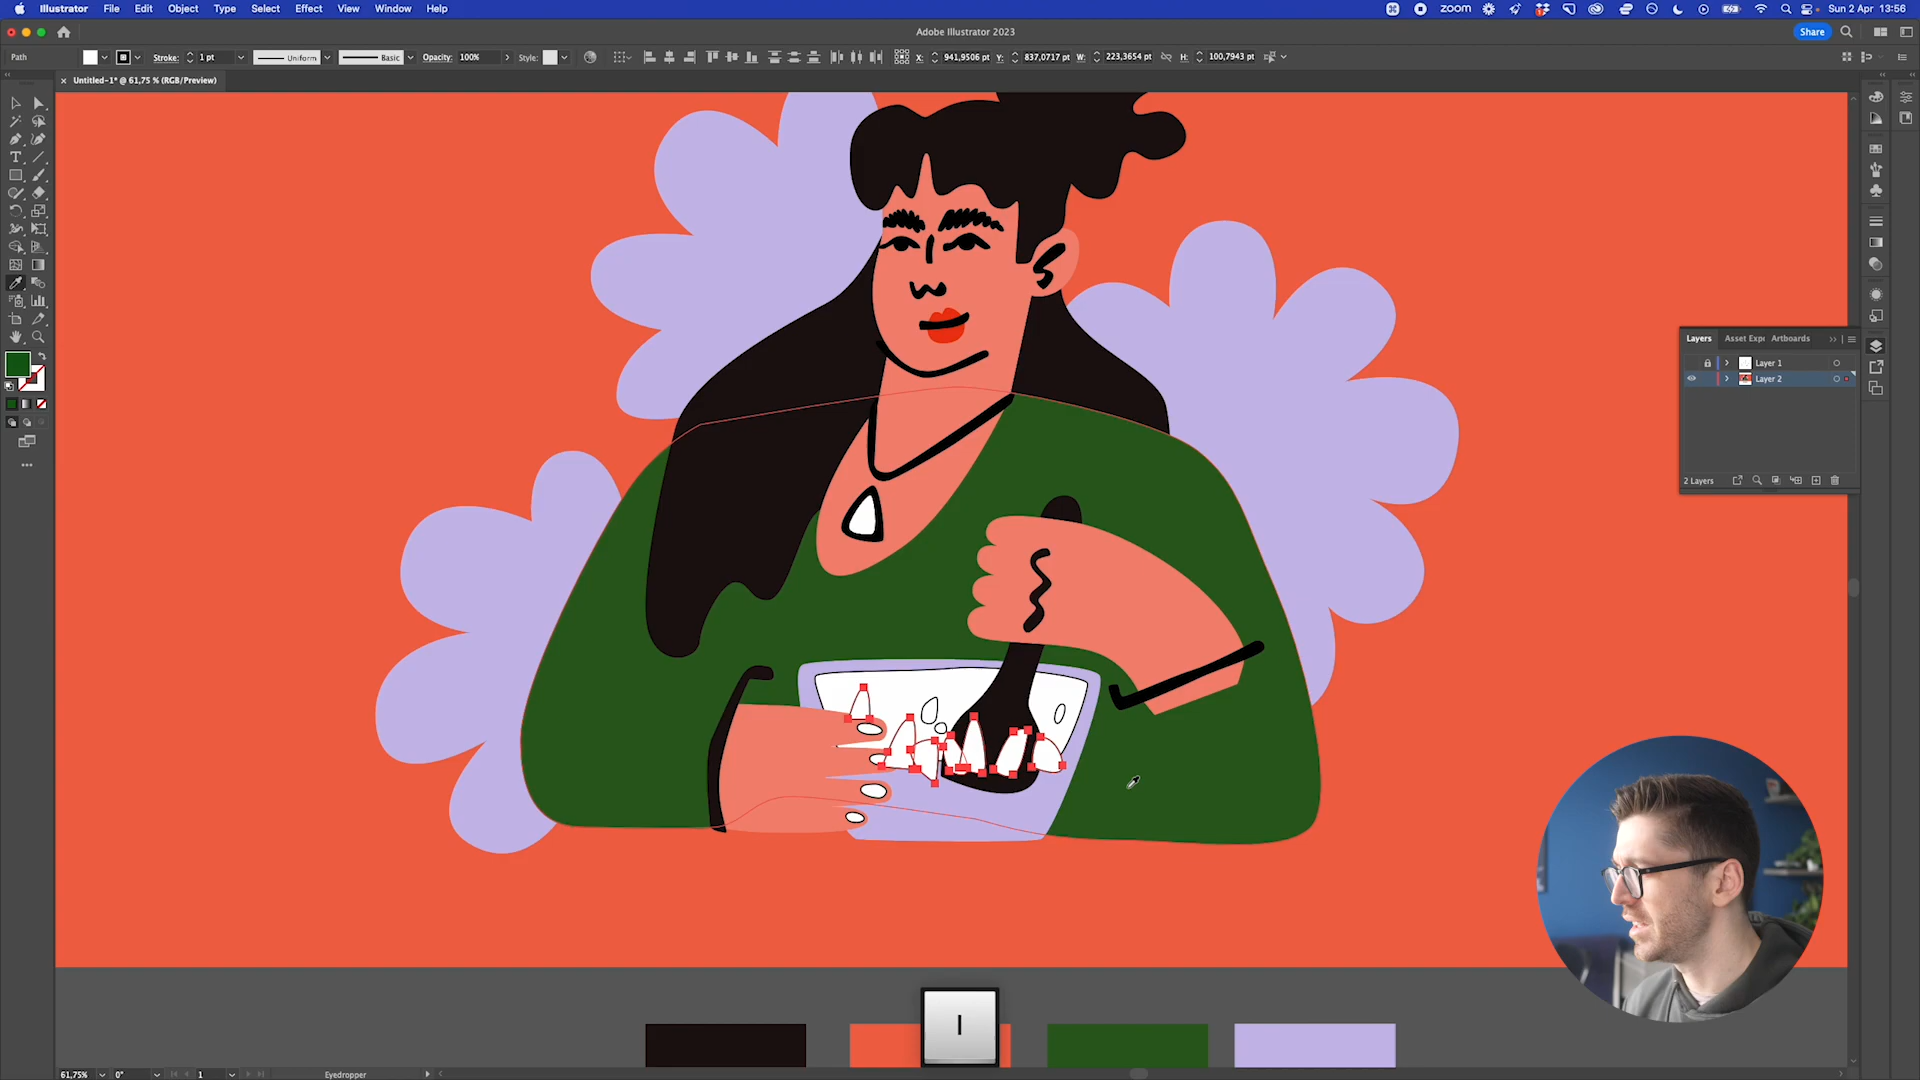 Illustrator File Edit Object Type Select Effect View Window Help zoom Sun 2 Apr 13:56
Adobe Illustrator 2023 Share
Path Stroke: 1 pt Uniform Basic Opacity: 100% Style: X: 941,9506 pt Y: 837,0717 pt W: 223,3654 pt H: 100,7943 pt
× Untitled-1* @ 61,75 % (RGB/Preview)
Layers Asset Expo Artboards
Layer 1
Layer 2
2 Layers
I
61,75% 0° 1 Eyedropper